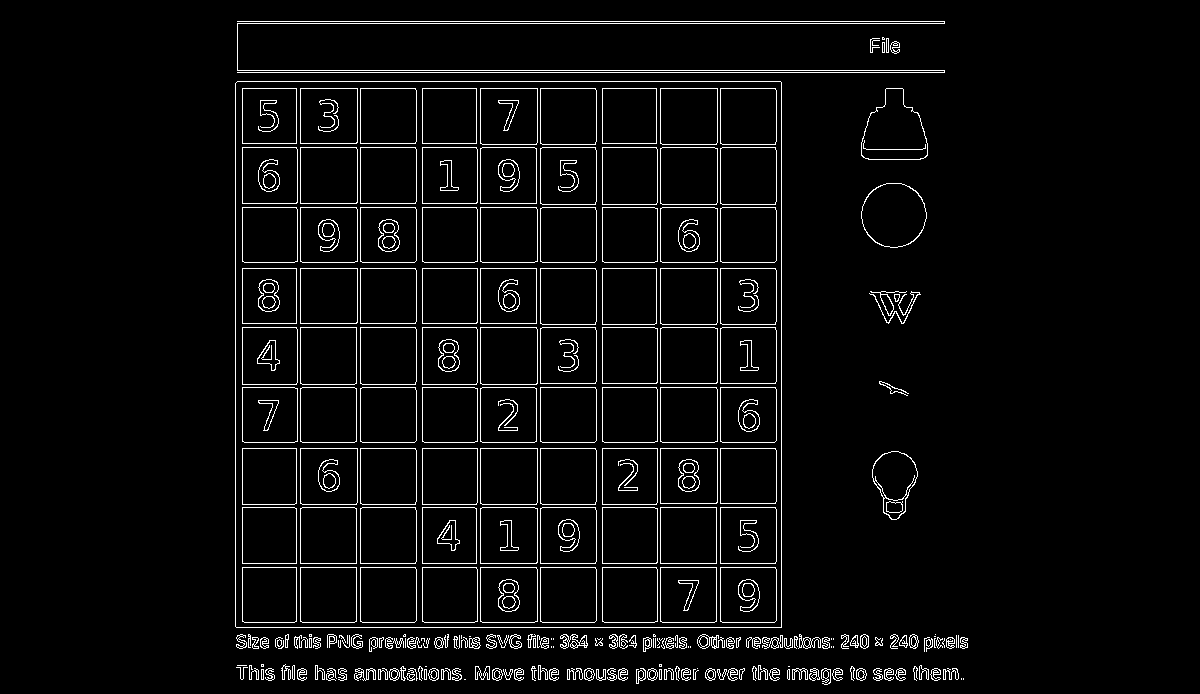 File
5 3 7
6 1 9 5
9 8 6
8 6 3
4 8 3 1
7 2 6
6 2 8
4 1 9 5
8 7 9
W
Size of this PNG preview of this SVG file: 364 × 364 pixels. Other resolutions: 240 × 240 pixels
This file has annotations. Move the mouse pointer over the image to see them.